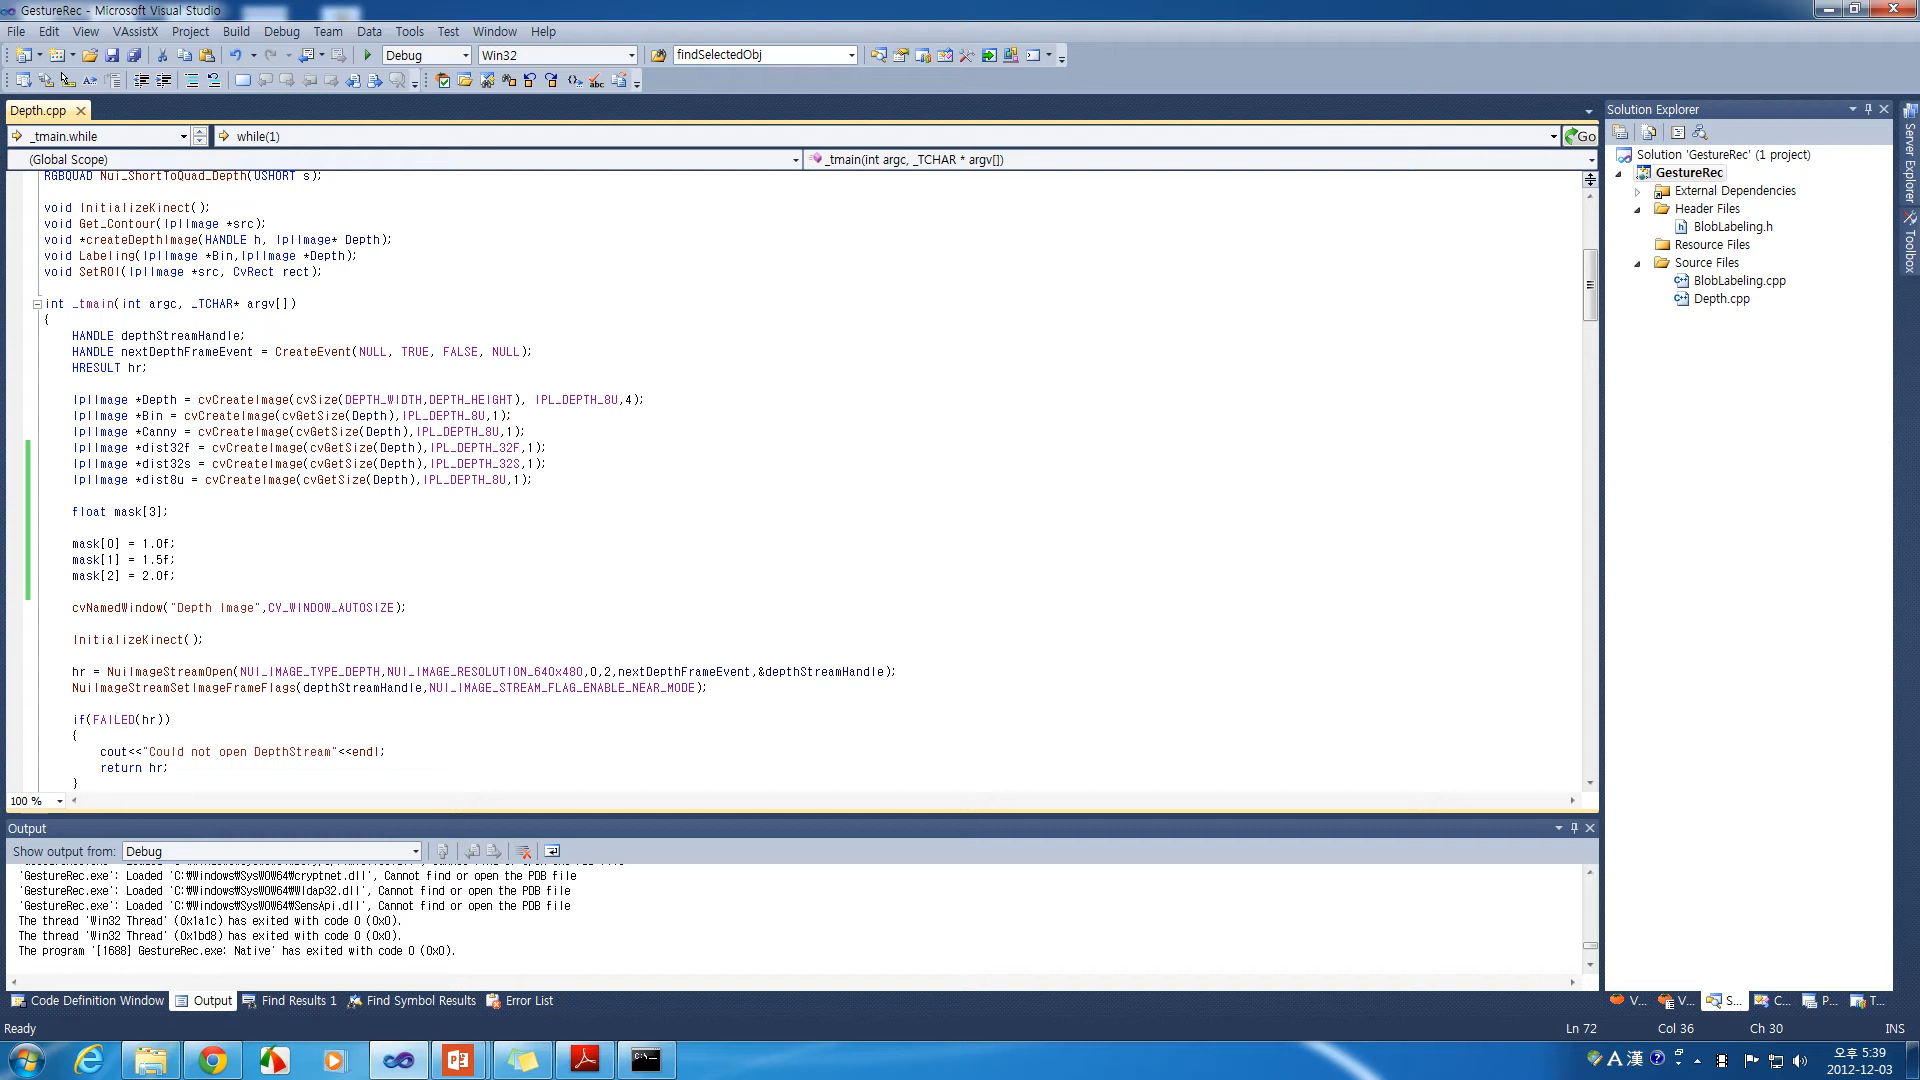 GestureRec - Microsoft Visual Studio
File Edit View VAssistX Project Build Debug Team Data Tools Test Window Help
Debug Win32 findSelectedObj
Depth.cpp
_tmain.while while(1) Go
(Global Scope) _tmain(int argc, _TCHAR * argv[])
RGBQUAD Nui_ShortToQuad_Depth(USHORT s);
void InitializeKinect();
void Get_Contour(IplImage *src);
void *createDepthImage(HANDLE h, IplImage* Depth);
void Labeling(IplImage *Bin,IplImage *Depth);
void SetROI(IplImage *src, CvRect rect);
int _tmain(int argc, _TCHAR* argv[])
{
HANDLE depthStreamHandle;
HANDLE nextDepthFrameEvent = CreateEvent(NULL, TRUE, FALSE, NULL);
HRESULT hr;
IplImage *Depth = cvCreateImage(cvSize(DEPTH_WIDTH,DEPTH_HEIGHT), IPL_DEPTH_8U,4);
IplImage *Bin = cvCreateImage(cvGetSize(Depth),IPL_DEPTH_8U,1);
IplImage *Canny = cvCreateImage(cvGetSize(Depth),IPL_DEPTH_8U,1);
IplImage *dist32f = cvCreateImage(cvGetSize(Depth),IPL_DEPTH_32F,1);
IplImage *dist32s = cvCreateImage(cvGetSize(Depth),IPL_DEPTH_32S,1);
IplImage *dist8u = cvCreateImage(cvGetSize(Depth),IPL_DEPTH_8U,1);
float mask[3];
mask[0] = 1.0f;
mask[1] = 1.5f;
mask[2] = 2.0f;
cvNamedWindow("Depth Image",CV_WINDOW_AUTOSIZE);
InitializeKinect();
hr = NuiImageStreamOpen(NUI_IMAGE_TYPE_DEPTH,NUI_IMAGE_RESOLUTION_640x480,0,2,nextDepthFrameEvent,&depthStreamHandle);
NuiImageStreamSetImageFrameFlags(depthStreamHandle,NUI_IMAGE_STREAM_FLAG_ENABLE_NEAR_MODE);
if(FAILED(hr))
{
cout<<"Could not open DepthStream"<<endl;
return hr;
}
100 %
Output
Show output from: Debug
'GestureRec.exe': Loaded 'C:₩Windows₩SysWOW64₩cryptnet.dll', Cannot find or open the PDB file
'GestureRec.exe': Loaded 'C:₩Windows₩SysWOW64₩Wldap32.dll', Cannot find or open the PDB file
'GestureRec.exe': Loaded 'C:₩Windows₩SysWOW64₩SensApi.dll', Cannot find or open the PDB file
The thread 'Win32 Thread' (0x1a1c) has exited with code 0 (0x0).
The thread 'Win32 Thread' (0x1bd8) has exited with code 0 (0x0).
The program '[1688] GestureRec.exe: Native' has exited with code 0 (0x0).
Code Definition Window Output Find Results 1 Find Symbol Results Error List
Solution Explorer
Solution 'GestureRec' (1 project)
GestureRec
External Dependencies
Header Files
BlobLabeling.h
Resource Files
Source Files
BlobLabeling.cpp
Depth.cpp
V... V... S... C... P... T...
Server Explorer
Toolbox
Ready Ln 72 Col 36 Ch 30 INS
A 漢
오후 5:39
2012-12-03